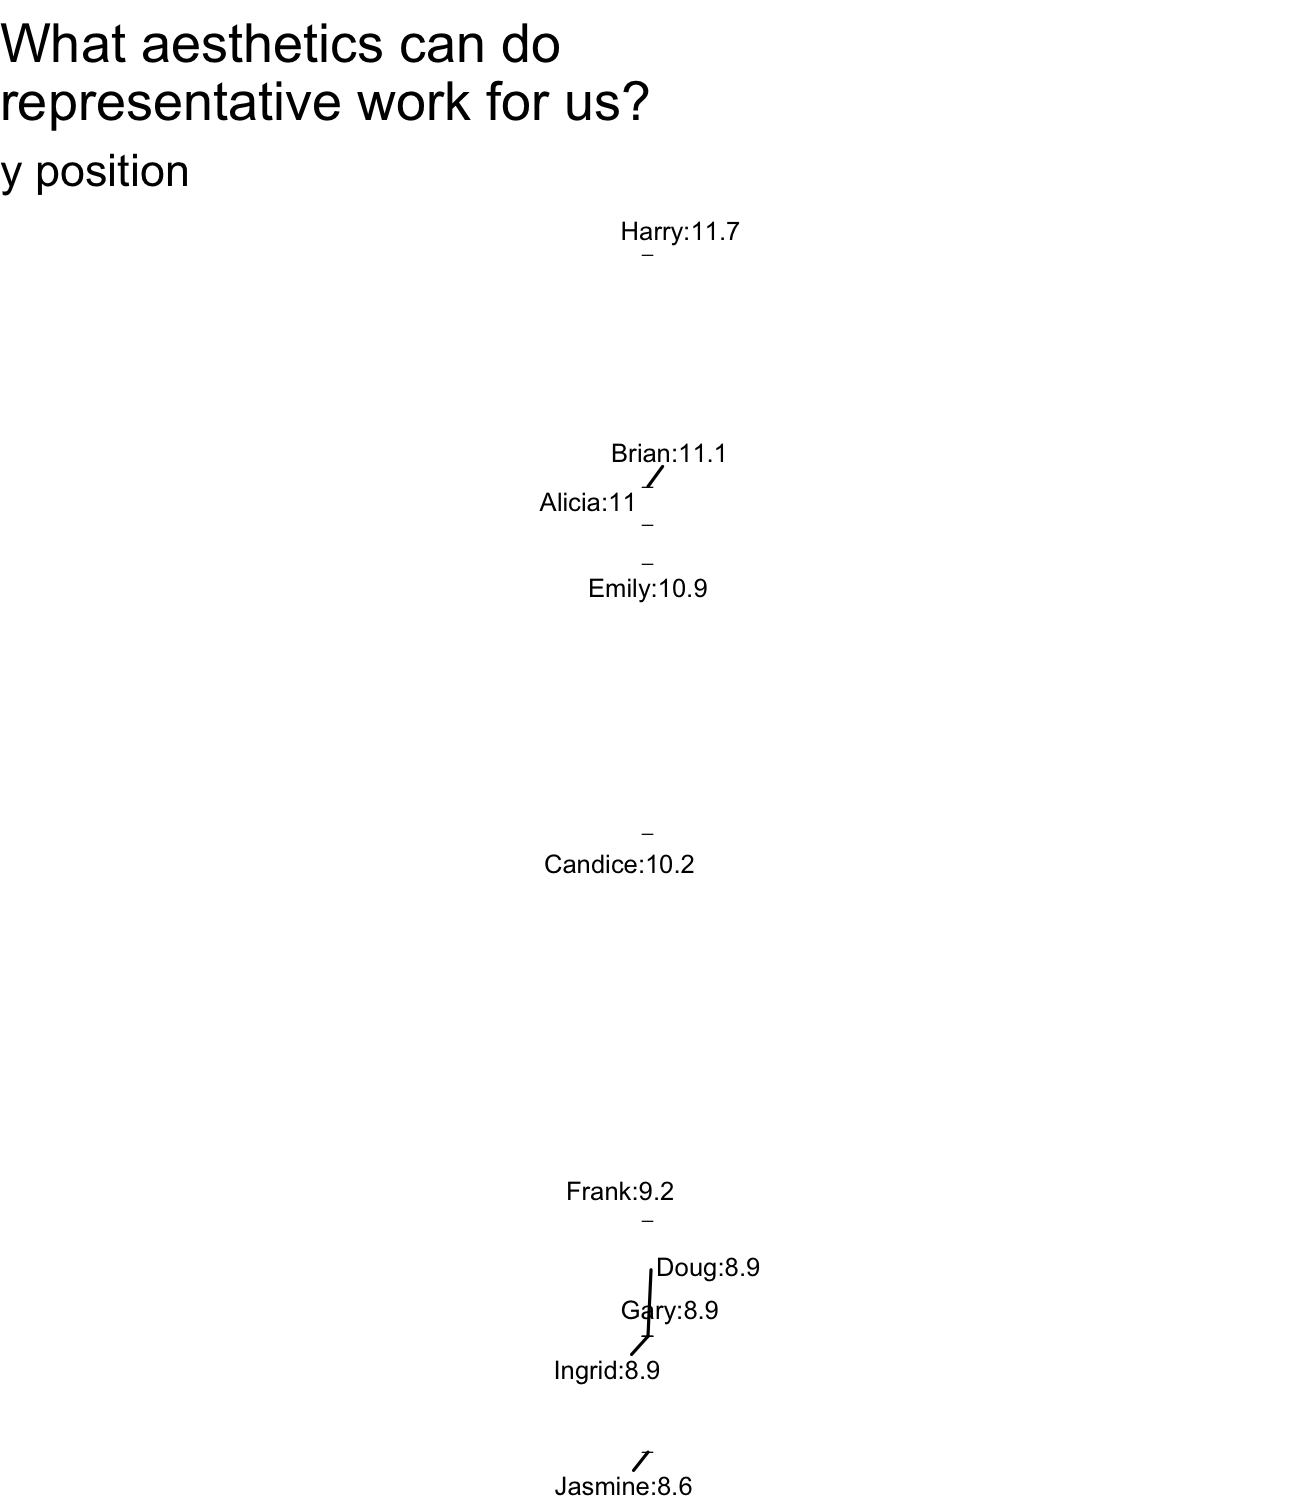 What aesthetics can do
representative work for us?
y position
Harry:11.7
Brian:11.1
Alicia:11
Emily:10.9
Candice:10.2
Frank:9.2
Doug:8.9
Gary:8.9
Ingrid:8.9
Jasmine:8.6